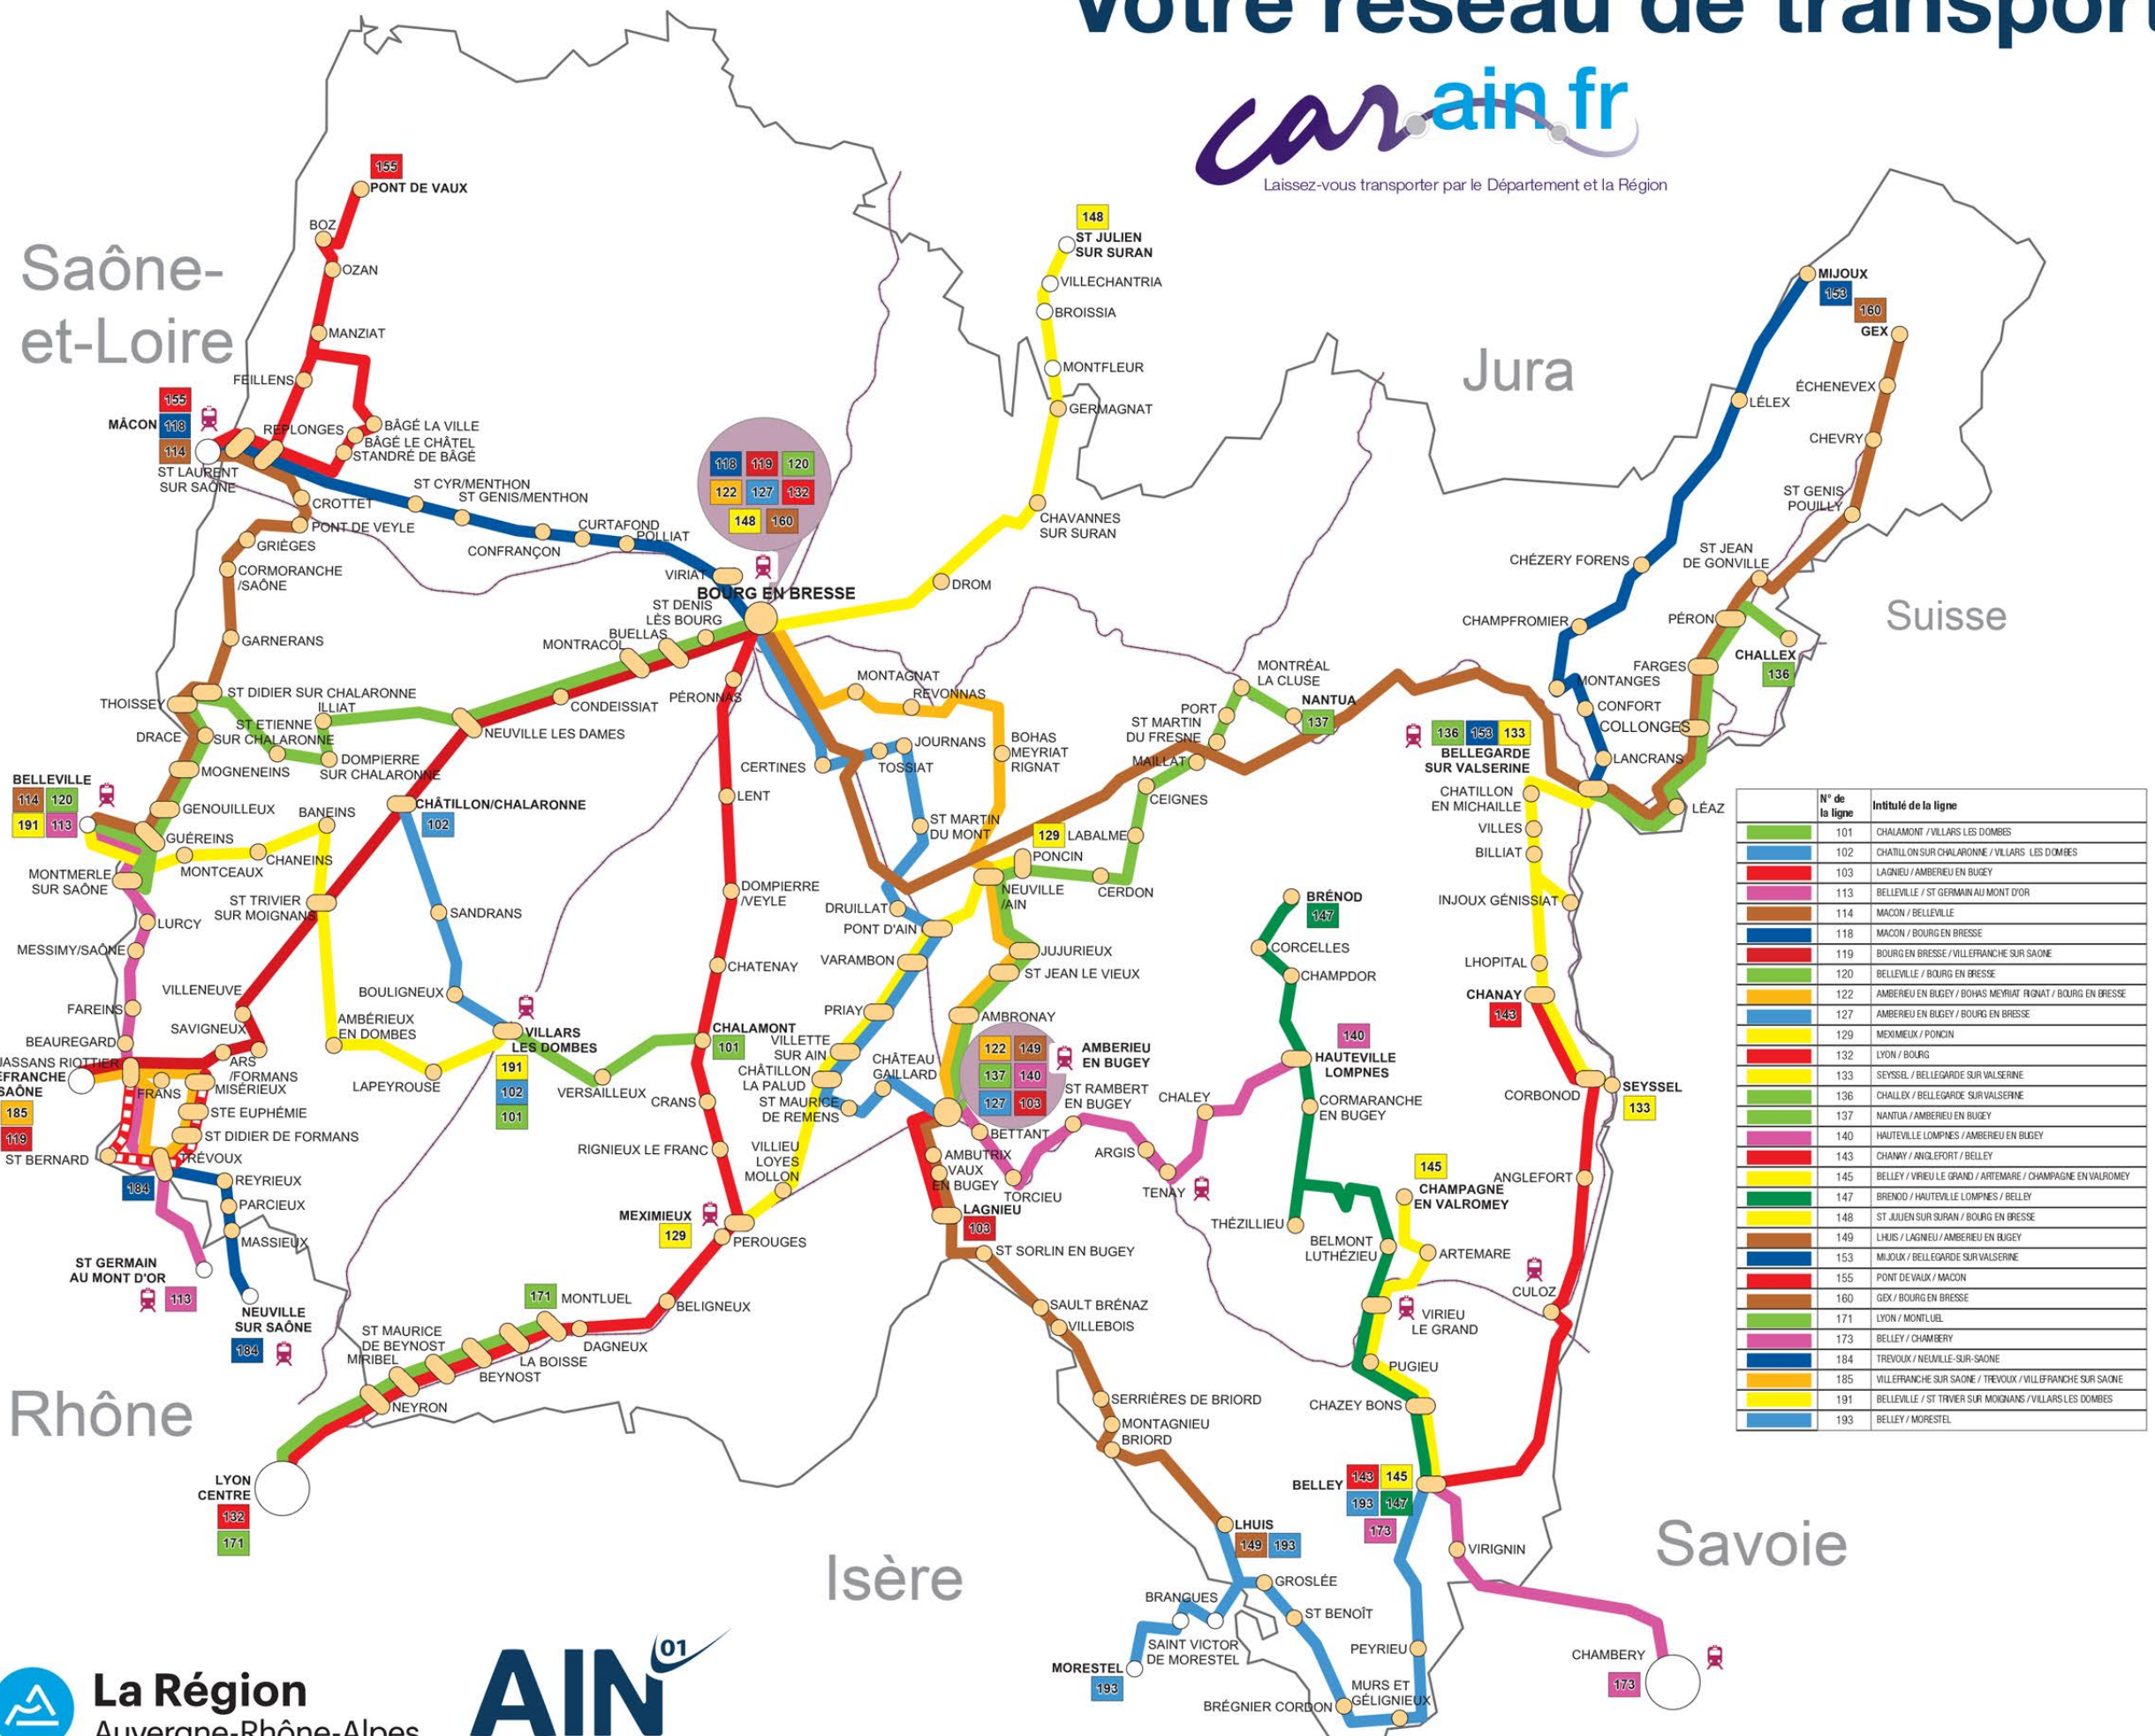 Votre réseau de transport
car.ain.fr
Laissez-vous transporter par le Département et la Région
Saône-
et-Loire
Jura
Suisse
Rhône
Isère
Savoie
155
PONT DE VAUX
BOZ
OZAN
MANZIAT
FEILLENS
155
MÂCON
118
114
REPLONGES
BÂGÉ LA VILLE
BÂGÉ LE CHÂTEL
STANDRÉ DE BÂGÉ
ST LAURENT
SUR SAÔNE
CROTTET
PONT DE VEYLE
GRIÈGES
CORMORANCHE
/SAÔNE
GARNERANS
ST CYR/MENTHON
ST GENIS/MENTHON
CONFRANÇON
CURTAFOND
POLLIAT
VIRIAT
118 119 120
122 127 132
148 160
BOURG EN BRESSE
ST DENIS
LÈS BOURG
BUELLAS
MONTRACOL
CONDEISSIAT
NEUVILLE LES DAMES
PÉRONNAS
148
ST JULIEN
SUR SURAN
VILLECHANTRIA
BROISSIA
MONTFLEUR
GERMAGNAT
CHAVANNES
SUR SURAN
DROM
MIJOUX
153
160
GEX
ÉCHENEVEX
LÉLEX
CHEVRY
ST GENIS
POUILLY
ST JEAN
DE GONVILLE
CHÉZERY FORENS
CHAMPFROMIER
PÉRON
CHALLEX
136
FARGES
MONTANGES
CONFORT
COLLONGES
LANCRANS
LÉAZ
136 153 133
BELLEGARDE
SUR VALSERINE
CHATILLON
EN MICHAILLE
VILLES
BILLIAT
INJOUX GÉNISSIAT
LHOPITAL
CHANAY
143
CORBONOD
SEYSSEL
133
ANGLEFORT
CULOZ
THOISSEY
ST DIDIER SUR CHALARONNE
ILLIAT
ST ETIENNE
SUR CHALARONNE
DRACE
DOMPIERRE
SUR CHALARONNE
MOGNENEINS
BELLEVILLE
114 120
191 113
GENOUILLEUX
GUÉREINS
BANEINS
CHANEINS
MONTCEAUX
MONTMERLE
SUR SAÔNE
LURCY
MESSIMY/SAÔNE
FAREINS
BEAUREGARD
CHÂTILLON/CHALARONNE
102
ST TRIVIER
SUR MOIGNANS
SANDRANS
BOULIGNEUX
VILLENEUVE
SAVIGNEUX
AMBÉRIEUX
EN DOMBES
LAPEYROUSE
VILLARS
LES DOMBES
191
102
101
VERSAILLEUX
CHALAMONT
101
JASSANS RIOTTIER
EFRANCHE
SAÔNE
185
119
ARS
/FORMANS
FRANS
MISÉRIEUX
STE EUPHÉMIE
ST DIDIER DE FORMANS
ST BERNARD
TRÉVOUX
184
REYRIEUX
PARCIEUX
MASSIEUX
ST GERMAIN
AU MONT D'OR
113
NEUVILLE
SUR SAÔNE
184
LENT
DOMPIERRE
/VEYLE
CHATENAY
CRANS
RIGNIEUX LE FRANC
MEXIMIEUX
129
PEROUGES
BELIGNEUX
DAGNEUX
171
MONTLUEL
LA BOISSE
BEYNOST
ST MAURICE
DE BEYNOST
MIRIBEL
NEYRON
LYON
CENTRE
132
171
MONTAGNAT
REVONNAS
CERTINES
TOSSIAT
JOURNANS
BOHAS
MEYRIAT
RIGNAT
ST MARTIN
DU MONT
DRUILLAT
PONT D'AIN
VARAMBON
PRIAY
VILLETTE
SUR AIN
CHÂTILLON
LA PALUD
ST MAURICE
DE REMENS
CHÂTEAU
GAILLARD
VILLIEU
LOYES
MOLLON
MONTRÉAL
LA CLUSE
NANTUA
137
PORT
ST MARTIN
DU FRESNE
MAILLAT
CEIGNES
129
LABALME
PONCIN
CERDON
NEUVILLE
/AIN
JUJURIEUX
ST JEAN LE VIEUX
AMBRONAY
122 149
137 140
127 103
AMBERIEU
EN BUGEY
BETTANT
AMBUTRIX
VAUX
EN BUGEY
TORCIEU
ST RAMBERT
EN BUGEY
ARGIS
TENAY
CHALEY
LAGNIEU
103
ST SORLIN EN BUGEY
SAULT BRÉNAZ
VILLEBOIS
SERRIÈRES DE BRIORD
MONTAGNIEU
BRIORD
LHUIS
149 193
GROSLÉE
ST BENOÎT
BRANGUES
SAINT VICTOR
DE MORESTEL
MORESTEL
193
BRÉGNIER CORDON
MURS ET
GÉLIGNIEUX
PEYRIEU
BRÉNOD
147
CORCELLES
CHAMPDOR
140
HAUTEVILLE
LOMPNES
CORMARANCHE
EN BUGEY
THÉZILLIEU
BELMONT
LUTHÉZIEU
145
CHAMPAGNE
EN VALROMEY
ARTEMARE
VIRIEU
LE GRAND
PUGIEU
CHAZEY BONS
BELLEY
143 145
193 147
173
VIRIGNIN
CHAMBERY
173
N° de
la ligne
Intitulé de la ligne
101 CHALAMONT / VILLARS LES DOMBES
102 CHATILLON SUR CHALARONNE / VILLARS LES DOMBES
103 LAGNIEU / AMBERIEU EN BUGEY
113 BELLEVILLE / ST GERMAIN AU MONT D'OR
114 MACON / BELLEVILLE
118 MACON / BOURG EN BRESSE
119 BOURG EN BRESSE / VILLEFRANCHE SUR SAONE
120 BELLEVILLE / BOURG EN BRESSE
122 AMBERIEU EN BUGEY / BOHAS MEYRIAT RIGNAT / BOURG EN BRESSE
127 AMBERIEU EN BUGEY / BOURG EN BRESSE
129 MEXIMIEUX / PONCIN
132 LYON / BOURG
133 SEYSSEL / BELLEGARDE SUR VALSERINE
136 CHALLEX / BELLEGARDE SUR VALSERINE
137 NANTUA / AMBERIEU EN BUGEY
140 HAUTEVILLE LOMPNES / AMBERIEU EN BUGEY
143 CHANAY / ANGLEFORT / BELLEY
145 BELLEY / VIRIEU LE GRAND / ARTEMARE / CHAMPAGNE EN VALROMEY
147 BRENOD / HAUTEVILLE LOMPNES / BELLEY
148 ST JULIEN SUR SURAN / BOURG EN BRESSE
149 LHUIS / LAGNIEU / AMBERIEU EN BUGEY
153 MIJOUX / BELLEGARDE SUR VALSERINE
155 PONT DE VAUX / MACON
160 GEX / BOURG EN BRESSE
171 LYON / MONTLUEL
173 BELLEY / CHAMBERY
184 TREVOUX / NEUVILLE-SUR-SAONE
185 VILLEFRANCHE SUR SAONE / TREVOUX / VILLEFRANCHE SUR SAONE
191 BELLEVILLE / ST TRIVIER SUR MOIGNANS / VILLARS LES DOMBES
193 BELLEY / MORESTEL
La Région
Auvergne-Rhône-Alpes
AIN 01